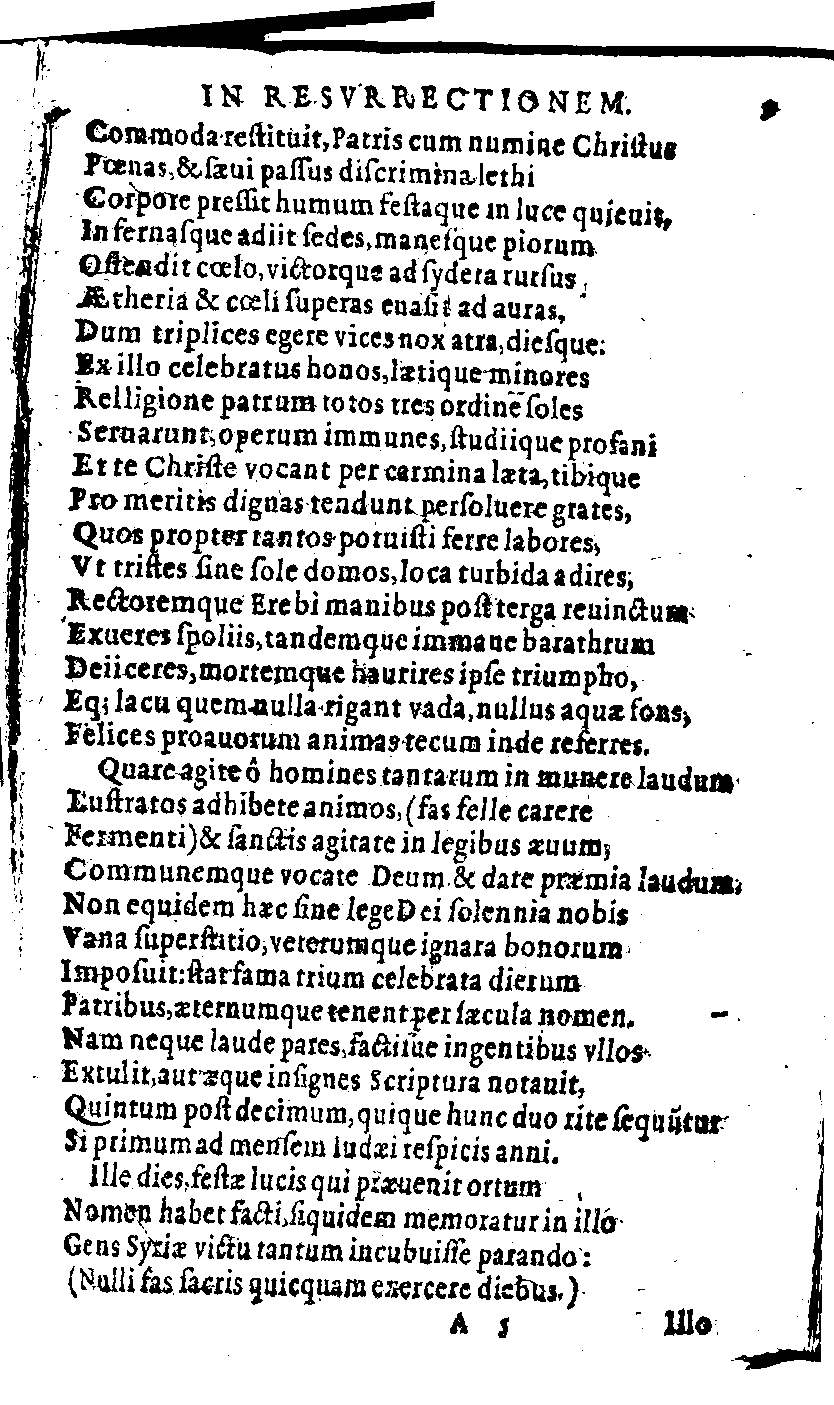 IN RESVRRECTIONEM. 9
Commoda restituit, Patris cum numine Christus
Pœnas, & sæui passus discrimina lethi
Corpore pressit humum festaque in luce quieuit,
Infernasque adiit sedes, manesque piorum
Ostendit cœlo, victorque ad sydera rursus,
Ætheria & cœli superas euasit ad auras,
Dum triplices egere vices nox atra, diesque:
Ex illo celebratus honos, lætique minores
Relligione patrum totos tres ordinē soles
Seruarunt, operum immunes, studiique profani
Et te Christe vocant per carmina læta, tibique
Pro meritis dignas tendunt persoluere grates,
Quos propter tantos potuisti ferre labores,
Vt tristes sine sole domos, loca turbida adires,
Rectoremque Erebi manibus post terga reuinctum
Exueres spoliis, tandemque immane barathrum
Deiiceres, mortemque haurires ipse triumpho,
Eq; lacu quem nulla rigant vada, nullus aquæ fons,
Felices proauorum animas tecum inde referres.
Quare agite ô homines tantarum in munere laudum
Lustratos adhibete animos, (fas felle carere
Fermenti) & sanctis agitate in legibus æuum;
Communemque vocate Deum & date præmia laudum;
Non equidem hæc sine lege Dei solennia nobis
Vana superstitio, veterumque ignara bonorum
Imposuit: stat fama trium celebrata dierum
Patribus, æternumque tenent per sæcula nomen.
Nam neque laude pares, factisue ingentibus vllos
Extulit, aut æque insignes Scriptura notauit,
Quintum post decimum, quique hunc duo rite sequūtur
Si primum ad mensem Iudæi respicis anni.
Ille dies, festæ lucis qui præuenit ortum
Nomen habet facti, siquidem memoratur in illo
Gens Syriæ victu tantum incubuisse parando:
(Nulli fas sacris quicquam exercere diebus.)
A 5 Illo